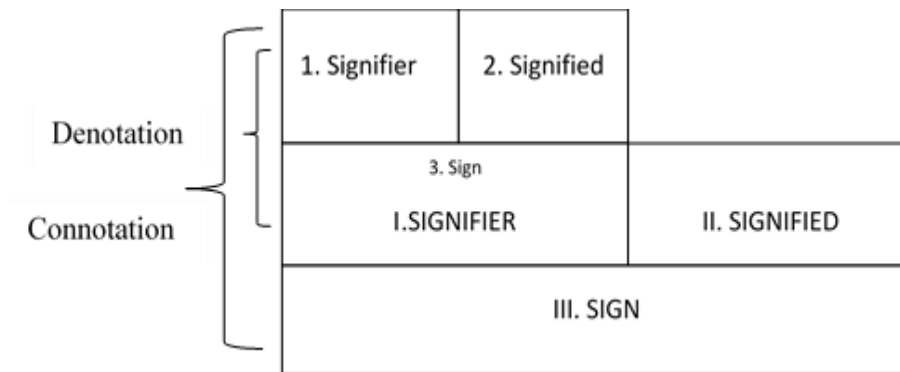 1. Signifier
2. Signified
Denotation
3. Sign
I.SIGNIFIER
II. SIGNIFIED
Connotation
III. SIGN